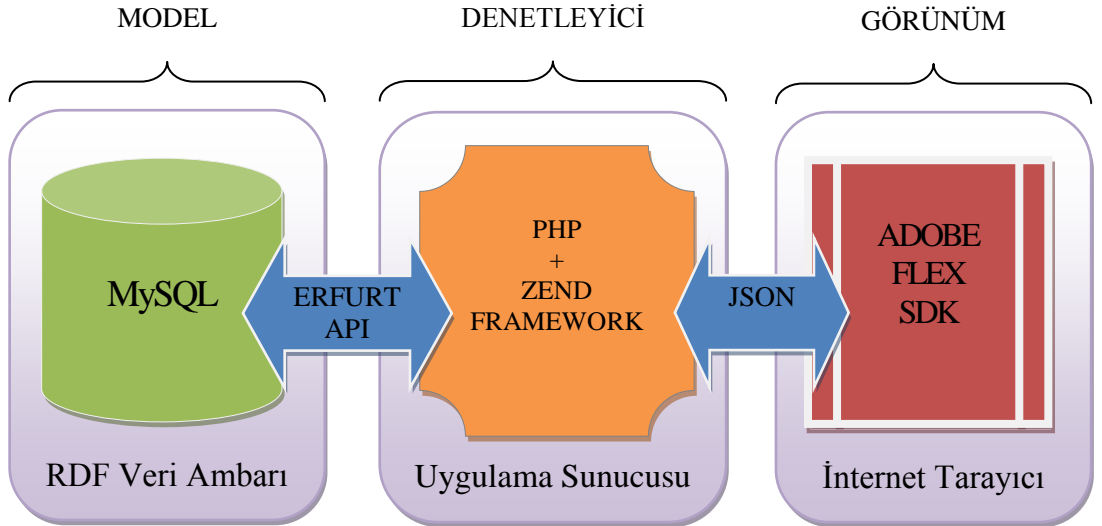 MODEL
DENETLEYİCİ
GÖRÜNÜM
MySQL
ERFURT
API
PHP
+
ZEND
FRAMEWORK
JSON
ADOBE
FLEX
SDK
RDF Veri Ambarı
Uygulama Sunucusu
İnternet Tarayıcı